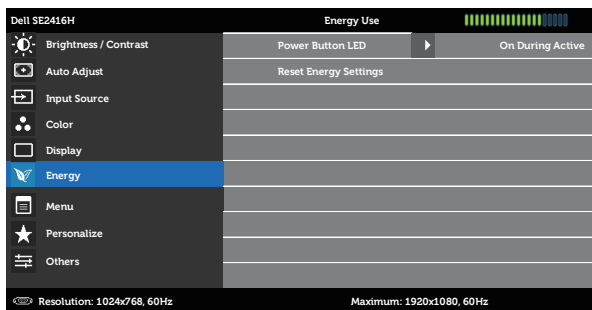 Dell SE2416H Energy Use
Brightness / Contrast Power Button LED On During Active
Auto Adjust Reset Energy Settings
Input Source
Color
Display
Energy
Menu
Personalize
Others
Resolution: 1024x768, 60Hz Maximum: 1920x1080, 60Hz